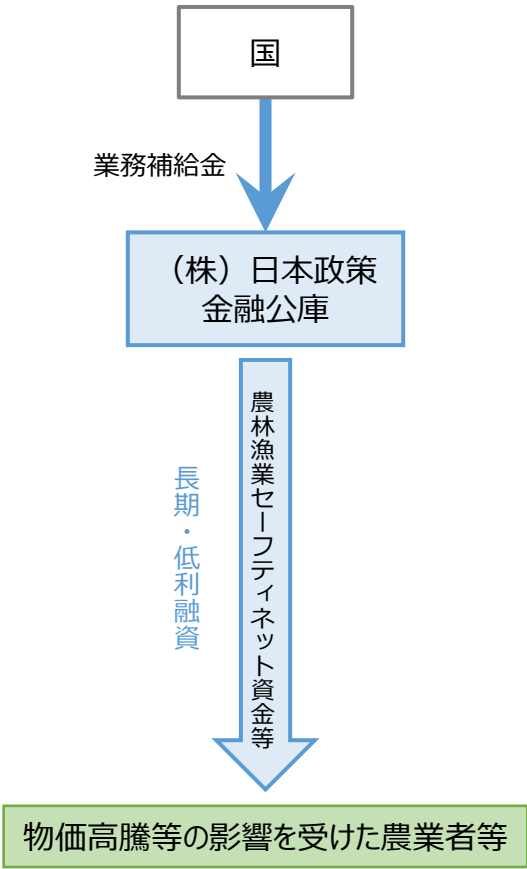 国
業務補給金
（株）日本政策
金融公庫
農林漁業セーフティネット資金等
長期・低利融資
物価高騰等の影響を受けた農業者等